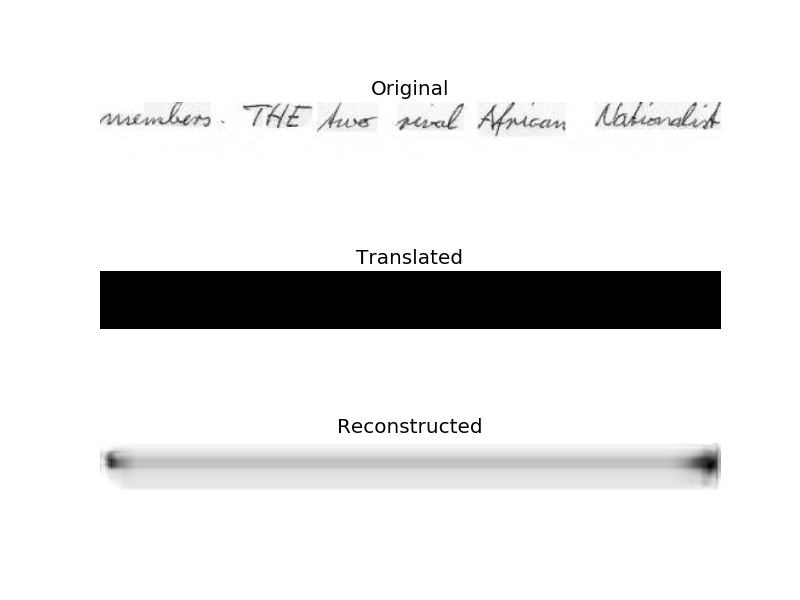 Original
members. THE two rival African Nationalist
Translated
Reconstructed